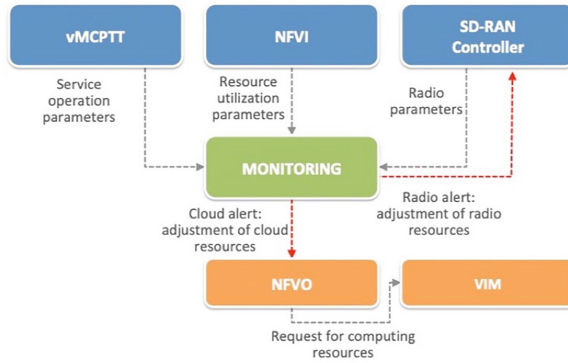 vMCPTT
NFVI
SD-RAN
Controller
Service
operation
parameters
Resource
utilization
parameters
Radio
parameters
MONITORING
Cloud alert:
adjustment of cloud
resources
Radio alert:
adjustment of radio
resources
NFVO
VIM
Request for computing
resources